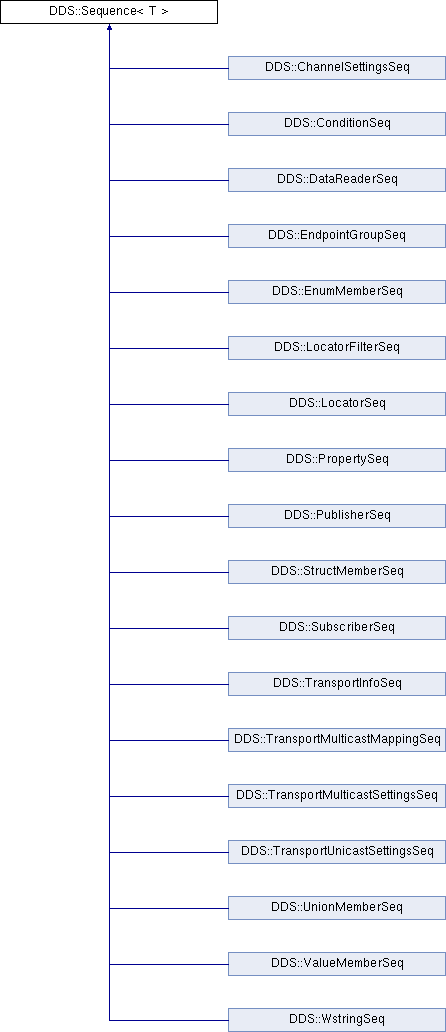 DDS::Sequence< T >
DDS::ChannelSettingsSeq
DDS::ConditionSeq
DDS::DataReaderSeq
DDS::EndpointGroupSeq
DDS::EnumMemberSeq
DDS::LocatorFilterSeq
DDS::LocatorSeq
DDS::PropertySeq
DDS::PublisherSeq
DDS::StructMemberSeq
DDS::SubscriberSeq
DDS::TransportInfoSeq
DDS::TransportMulticastMappingSeq
DDS::TransportMulticastSettingsSeq
DDS::TransportUnicastSettingsSeq
DDS::UnionMemberSeq
DDS::ValueMemberSeq
DDS::WstringSeq